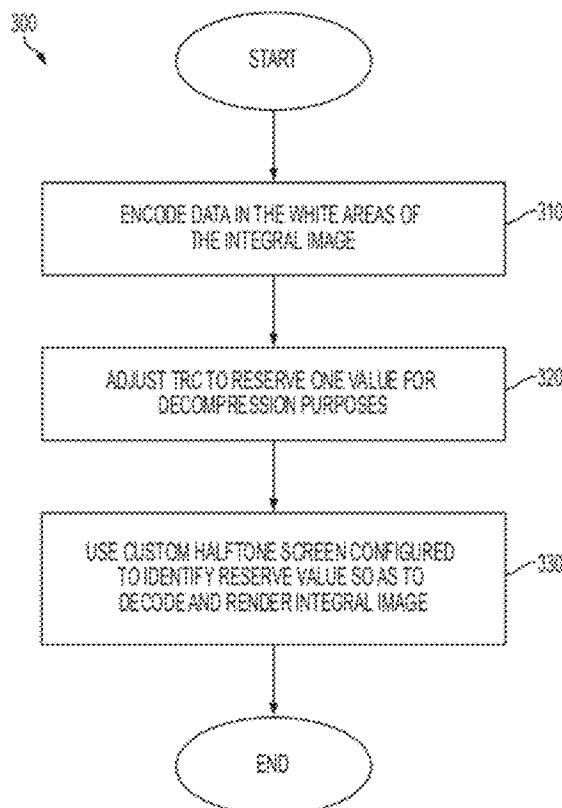 300
START
ENCODE DATA IN THE WHITE AREAS OF
THE INTEGRAL IMAGE
310
ADJUST TRC TO RESERVE ONE VALUE FOR
DECOMPRESSION PURPOSES
320
USE CUSTOM HALFTONE SCREEN CONFIGURED
TO IDENTIFY RESERVE VALUE SO AS TO
DECODE AND RENDER INTEGRAL IMAGE
330
END